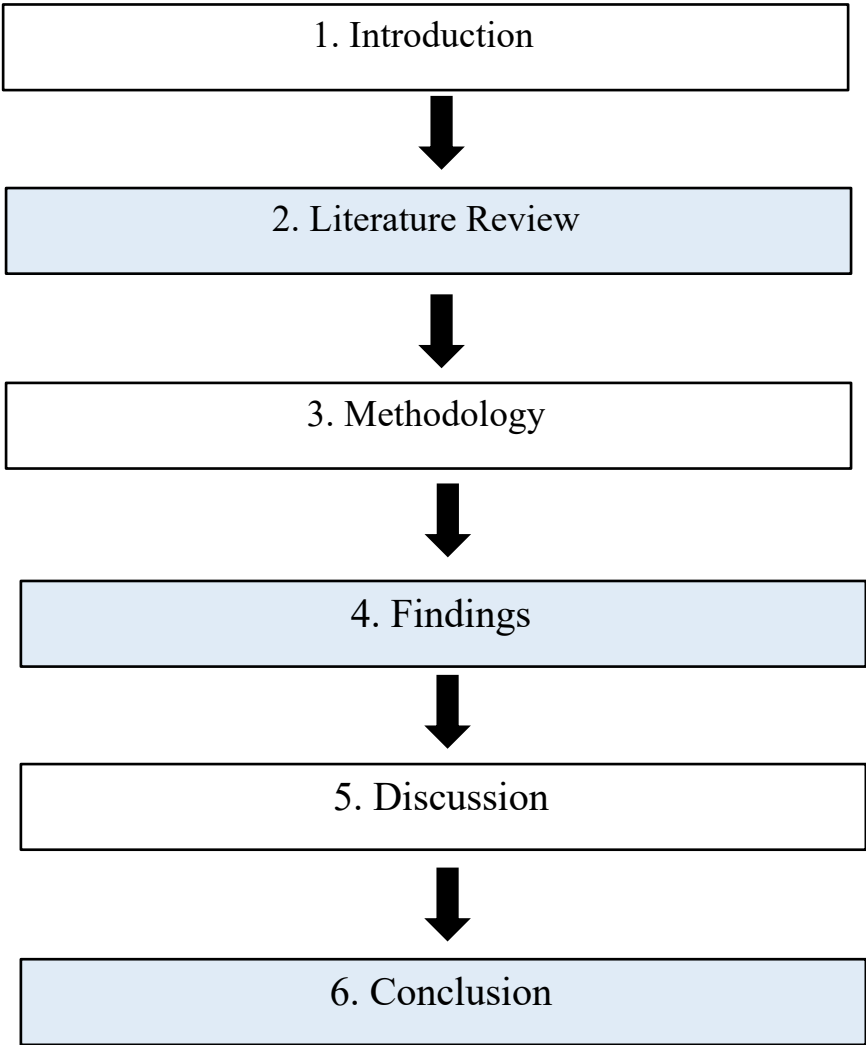 1. Introduction
2. Literature Review
3. Methodology
4. Findings
5. Discussion
6. Conclusion